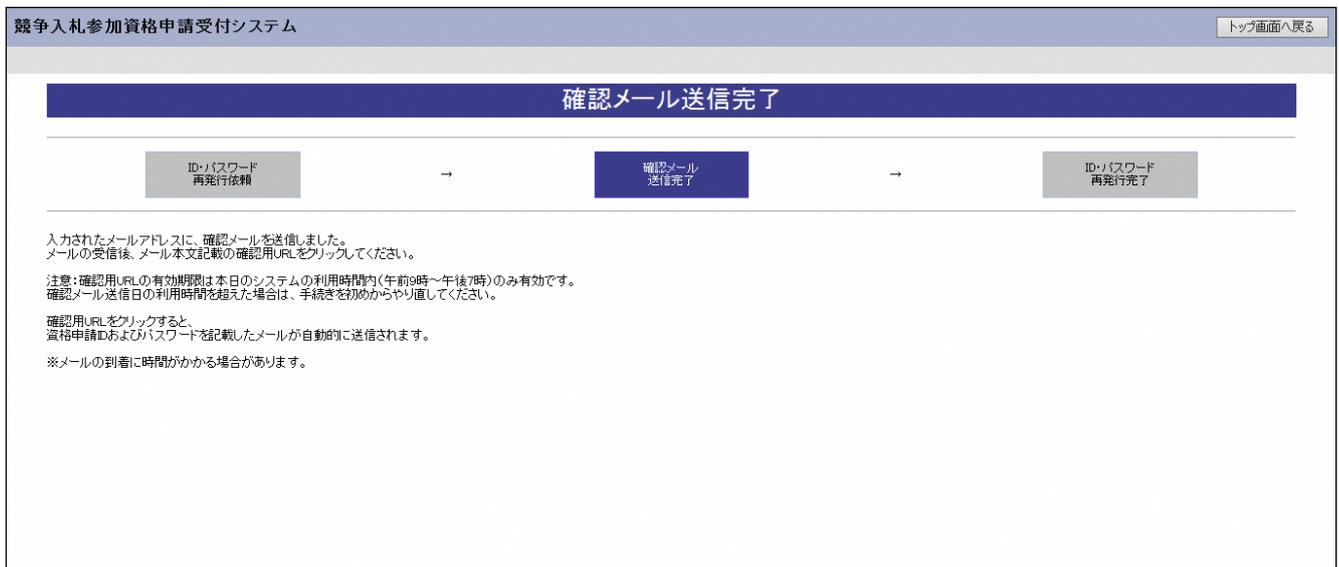 競争入札参加資格申請受付システム
トップ画面へ戻る
確認メール送信完了
ID・パスワード
再発行依頼
→
確認メール
送信完了
→
ID・パスワード
再発行完了
入力されたメールアドレスに、確認メールを送信しました。
メールの受信後、メール本文記載の確認用URLをクリックしてください。
注意：確認用URLの有効期限は本日のシステムの利用時間内（午前9時～午後7時）のみ有効です。
確認メール送信日の利用時間を超えた場合は、手続きを初めからやり直してください。
確認用URLをクリックすると、
資格申請IDおよびパスワードを記載したメールが自動的に送信されます。
※メールの到着に時間がかかる場合があります。